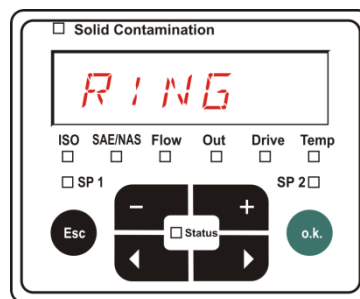 Solid Contamination
RING
ISO SAE/NAS Flow Out Drive Temp
SP 1 SP 2
- +
Esc Status o.k.